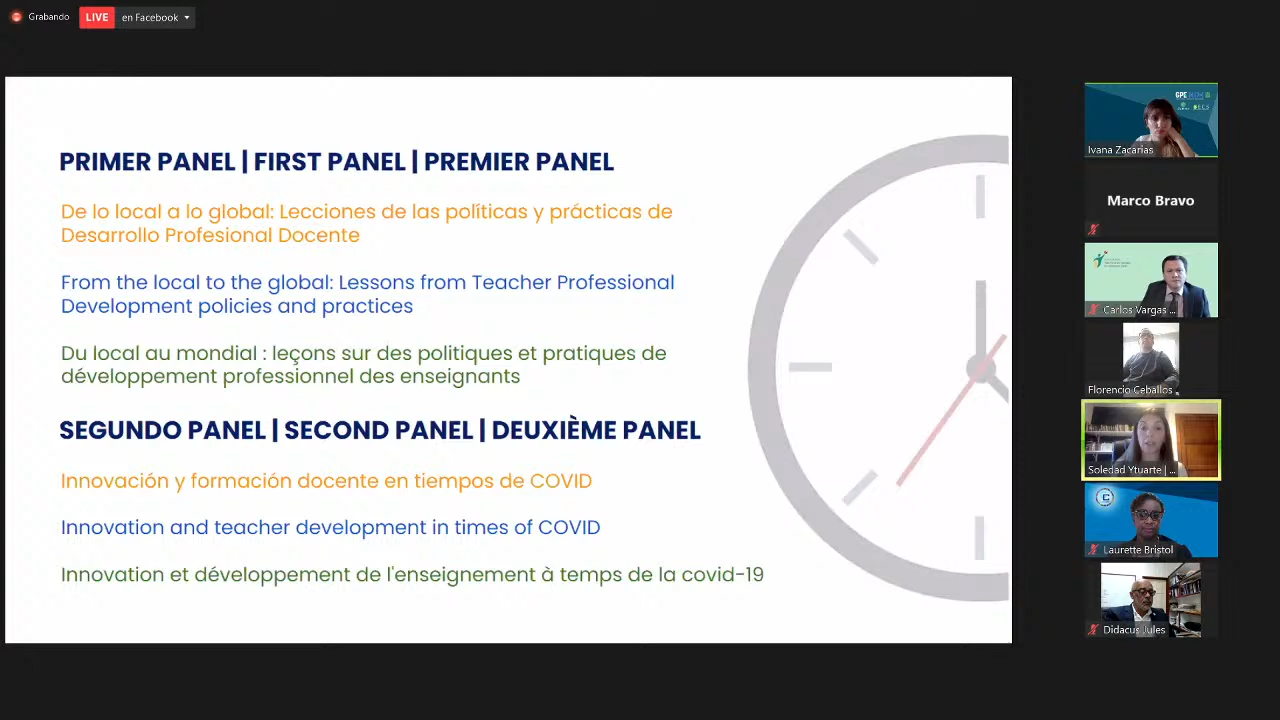 Grabando
LIVE
en Facebook
PRIMER PANEL | FIRST PANEL | PREMIER PANEL
De lo local a lo global: Lecciones de las políticas y prácticas de
Desarrollo Profesional Docente
From the local to the global: Lessons from Teacher Professional
Development policies and practices
Du local au mondial : leçons sur des politiques et pratiques de
développement professionnel des enseignants
SEGUNDO PANEL | SECOND PANEL | DEUXIÈME PANEL
Innovación y formación docente en tiempos de COVID
Innovation and teacher development in times of COVID
Innovation et développement de l'enseignement à temps de la covid-19
GPE
Ivana Zacarias
Marco Bravo
Carlos Vargas ...
Florencio Ceballos
Soledad Ytuarte | ...
Laurette Bristol
Didacus Jules